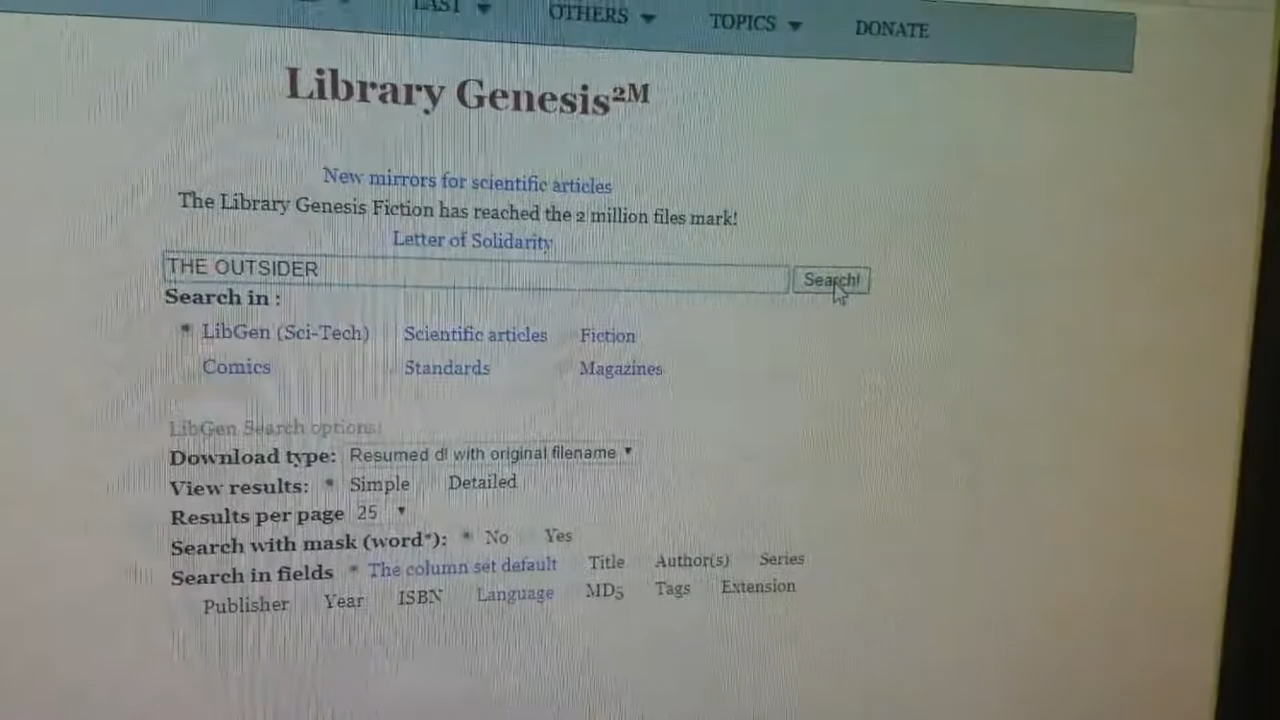 LAST OTHERS TOPICS DONATE
Library Genesis2M
New mirrors for scientific articles
The Library Genesis Fiction has reached the 2 million files mark!
Letter of Solidarity
THE OUTSIDER Search!
Search in :
LibGen (Sci-Tech) Scientific articles Fiction
Comics Standards Magazines
LibGen Search options:
Download type: Resumed dl with original filename
View results: Simple Detailed
Results per page 25
Search with mask (word*): No Yes
Search in fields The column set default Title Author(s) Series
Publisher Year ISBN Language MD5 Tags Extension